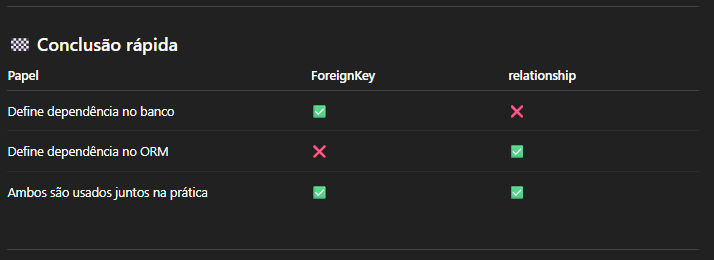 🏁 Conclusão rápida
Papel ForeignKey relationship
Define dependência no banco ✅ ❌
Define dependência no ORM ❌ ✅
Ambos são usados juntos na prática ✅ ✅